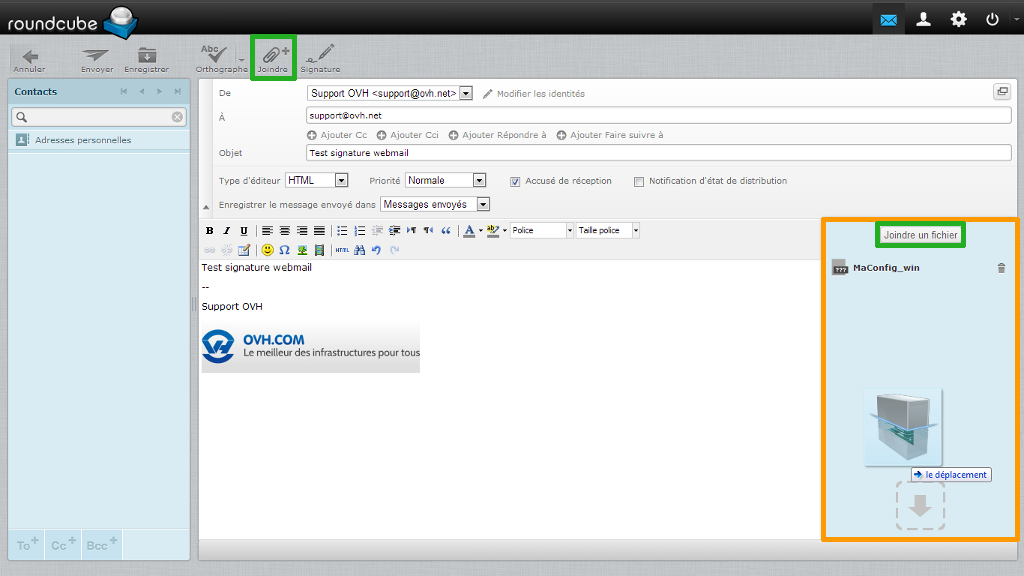 roundcube
Annuler
Envoyer
Enregistrer
Abc
Orthographe
Joindre
Signature
Contacts
Adresses personnelles
To+
Cc+
Bcc+
De
Support OVH <support@ovh.net>
Modifier les identités
À
support@ovh.net
Ajouter Cc
Ajouter Cci
Ajouter Répondre à
Ajouter Faire suivre à
Objet
Test signature webmail
Type d'éditeur
HTML
Priorité
Normale
Accusé de réception
Notification d'état de distribution
Enregistrer le message envoyé dans
Messages envoyés
B I U
A
ab
Police
Taille police
Ω
HTML
Test signature webmail
--
Support OVH
OVH.COM
Le meilleur des infrastructures pour tous
Joindre un fichier
???
MaConfig_win
le déplacement